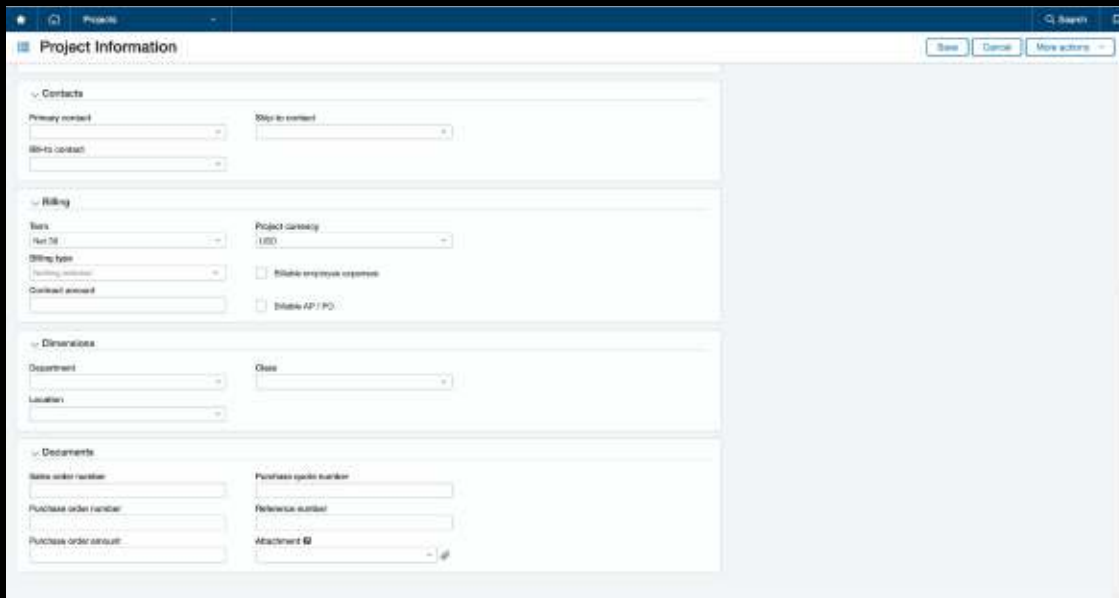 Projects
Search
Project Information
Save Cancel More actions
Contacts
Primary contact Ship-to contact
Bill-to contact
Billing
Term Project currency
Net 30 USD
Billing type
Nothing selected Billable employee expenses
Contract amount
Billable AP / PO
Dimensions
Department Class
Location
Documents
Sales order number Purchase quote number
Purchase order number Reference number
Purchase order amount Attachment